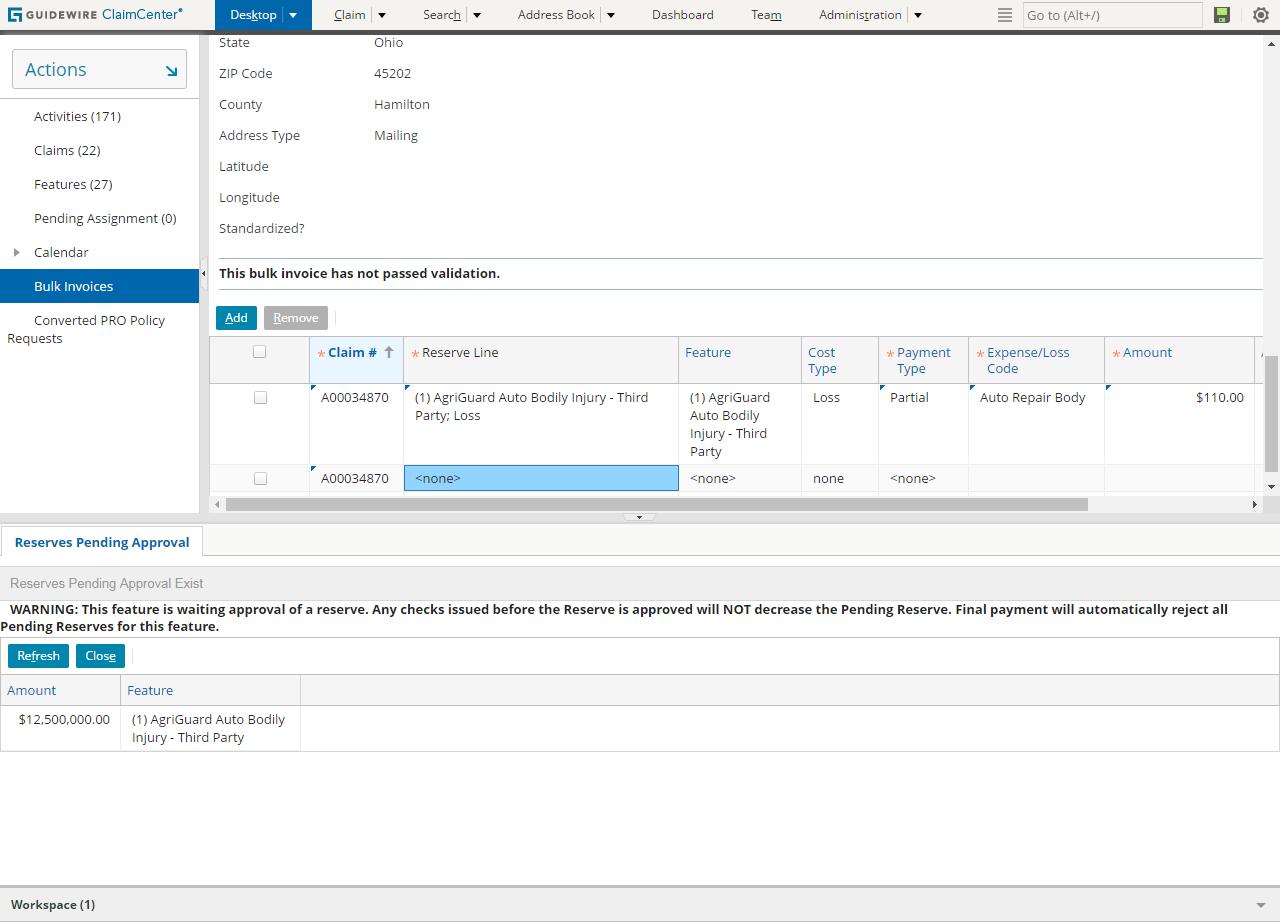 GUIDEWIRE ClaimCenter®
Desktop
Claim
Search
Address Book
Dashboard
Team
Administration
Go to (Alt+/)
Actions
Activities (171)
Claims (22)
Features (27)
Pending Assignment (0)
Calendar
Bulk Invoices
Converted PRO Policy
Requests
State Ohio
ZIP Code 45202
County Hamilton
Address Type Mailing
Latitude
Longitude
Standardized?
This bulk invoice has not passed validation.
Add Remove
* Claim # * Reserve Line Feature Cost Type * Payment Type * Expense/Loss Code * Amount
A00034870 (1) AgriGuard Auto Bodily Injury - Third Party; Loss (1) AgriGuard Auto Bodily Injury - Third Party Loss Partial Auto Repair Body $110.00
A00034870 <none> <none> none <none>
Reserves Pending Approval
Reserves Pending Approval Exist
WARNING: This feature is waiting approval of a reserve. Any checks issued before the Reserve is approved will NOT decrease the Pending Reserve. Final payment will automatically reject all
Pending Reserves for this feature.
Refresh Close
Amount Feature
$12,500,000.00 (1) AgriGuard Auto Bodily
Injury - Third Party
Workspace (1)